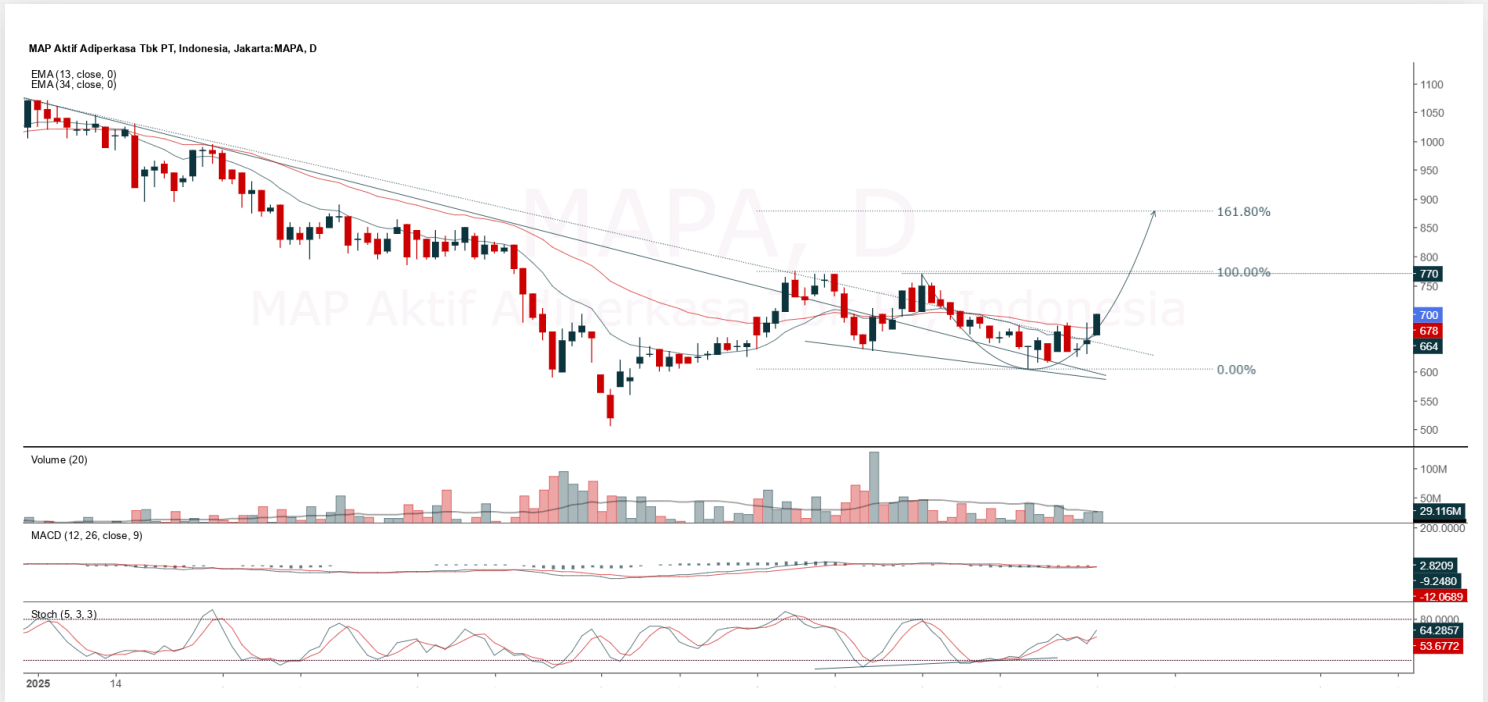 MAP Aktif Adiperkasa Tbk PT, Indonesia, Jakarta:MAPA, D
EMA (13, close, 0)
EMA (34, close, 0)
MAPA, D
MAP Aktif Adiperkasa Indonesia
1100
1050
1000
950
900
850
800
770
750
700
678
664
600
550
500
161.80%
100.00%
0.00%
Volume (20)
100M
50M
29.116M
200.0000
MACD (12, 26, close, 9)
2.8209
-9.2480
-12.0689
Stoch (5, 3, 3)
80.0000
64.2857
53.6772
2025
14